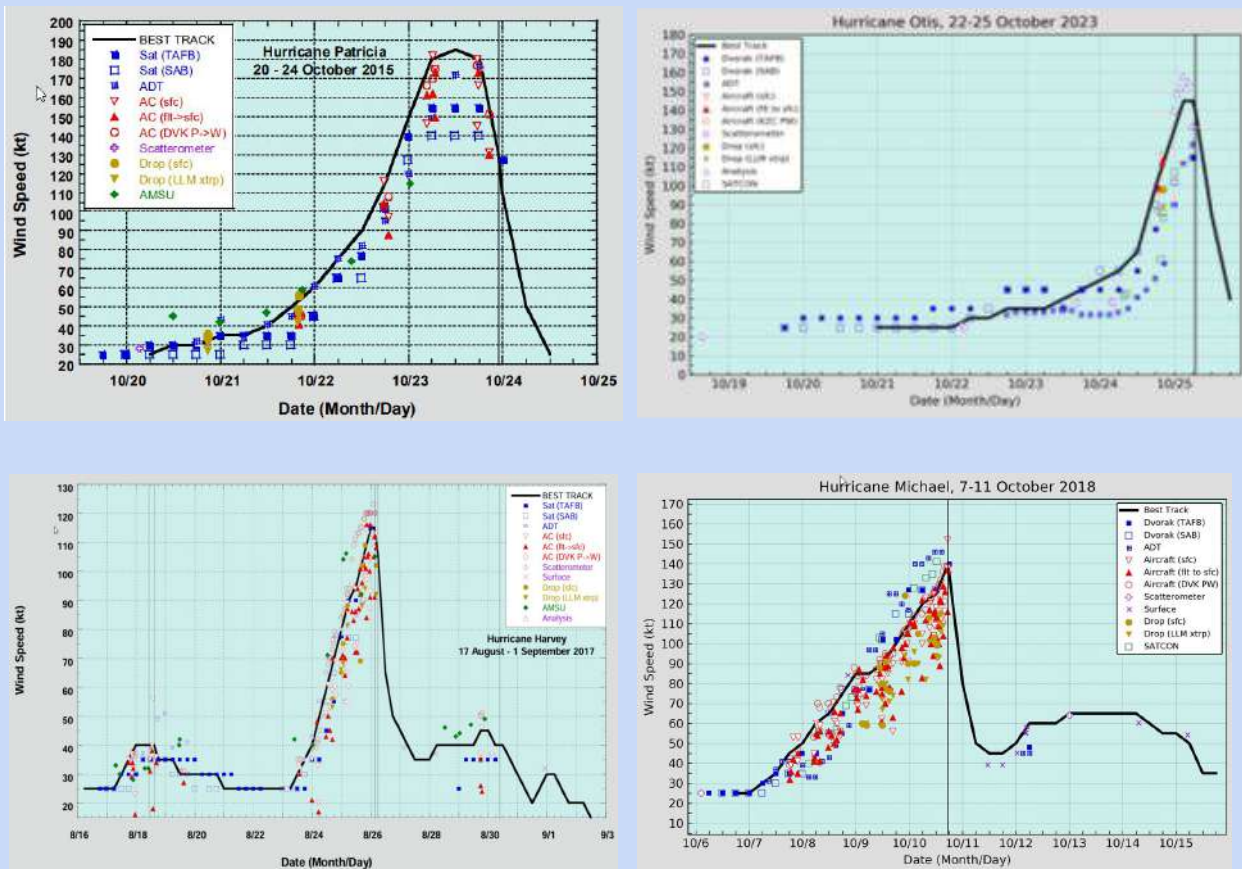 200
190
180
170
160
150
140
130
120
110
100
90
80
70
60
50
40
30
20
Wind Speed (kt)
BEST TRACK
Sat (TAFB)
Sat (SAB)
ADT
AC (sfc)
AC (flt->sfc)
AC (DVK P->W)
Scatterometer
Drop (sfc)
Drop (LLM xtrp)
AMSU
Hurricane Patricia
20 - 24 October 2015
10/20 10/21 10/22 10/23 10/24 10/25
Date (Month/Day)
Hurricane Otis, 22-25 October 2023
180
170
160
150
140
130
120
110
100
90
80
70
60
50
40
30
20
10
0
Wind Speed (kt)
Best Track
Dvorak (TAFB)
Dvorak (SAB)
ADT
Aircraft (sfc)
Aircraft (flt to sfc)
Aircraft (KZC PW)
Scatterometer
Drop (sfc)
Drop (LLM xtrp)
Analysis
SATCON
10/19 10/20 10/21 10/22 10/23 10/24 10/25
Date (Month/Day)
130
120
110
100
90
80
70
60
50
40
30
20
Wind Speed (kt)
BEST TRACK
Sat (TAFB)
Sat (SAB)
ADT
AC (sfc)
AC (flt->sfc)
AC (DVK P->W)
Scatterometer
Surface
Drop (sfc)
Drop (LLM xtrp)
AMSU
Analysis
Hurricane Harvey
17 August - 1 September 2017
8/16 8/18 8/20 8/22 8/24 8/26 8/28 8/30 9/1 9/3
Date (Month/Day)
Hurricane Michael, 7-11 October 2018
170
160
150
140
130
120
110
100
90
80
70
60
50
40
30
20
10
Wind Speed (kt)
Best Track
Dvorak (TAFB)
Dvorak (SAB)
ADT
Aircraft (sfc)
Aircraft (flt to sfc)
Aircraft (DVK PW)
Scatterometer
Surface
Drop (sfc)
Drop (LLM xtrp)
SATCON
10/6 10/7 10/8 10/9 10/10 10/11 10/12 10/13 10/14 10/15
Date (Month/Day)